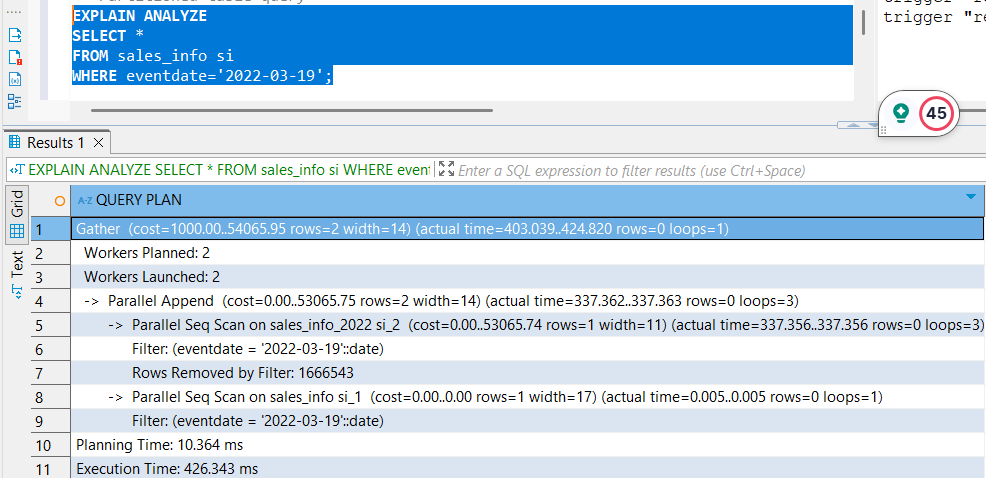 EXPLAIN ANALYZE
SELECT *
FROM sales_info si
WHERE eventdate='2022-03-19';
trigger "re
45
Results 1
EXPLAIN ANALYZE SELECT * FROM sales_info si WHERE event
Enter a SQL expression to filter results (use Ctrl+Space)
Grid
Text
A-Z QUERY PLAN
1 Gather (cost=1000.00..54065.95 rows=2 width=14) (actual time=403.039..424.820 rows=0 loops=1)
2 Workers Planned: 2
3 Workers Launched: 2
4 -> Parallel Append (cost=0.00..53065.75 rows=2 width=14) (actual time=337.362..337.363 rows=0 loops=3)
5 -> Parallel Seq Scan on sales_info_2022 si_2 (cost=0.00..53065.74 rows=1 width=11) (actual time=337.356..337.356 rows=0 loops=3)
6 Filter: (eventdate = '2022-03-19'::date)
7 Rows Removed by Filter: 1666543
8 -> Parallel Seq Scan on sales_info si_1 (cost=0.00..0.00 rows=1 width=17) (actual time=0.005..0.005 rows=0 loops=1)
9 Filter: (eventdate = '2022-03-19'::date)
10 Planning Time: 10.364 ms
11 Execution Time: 426.343 ms